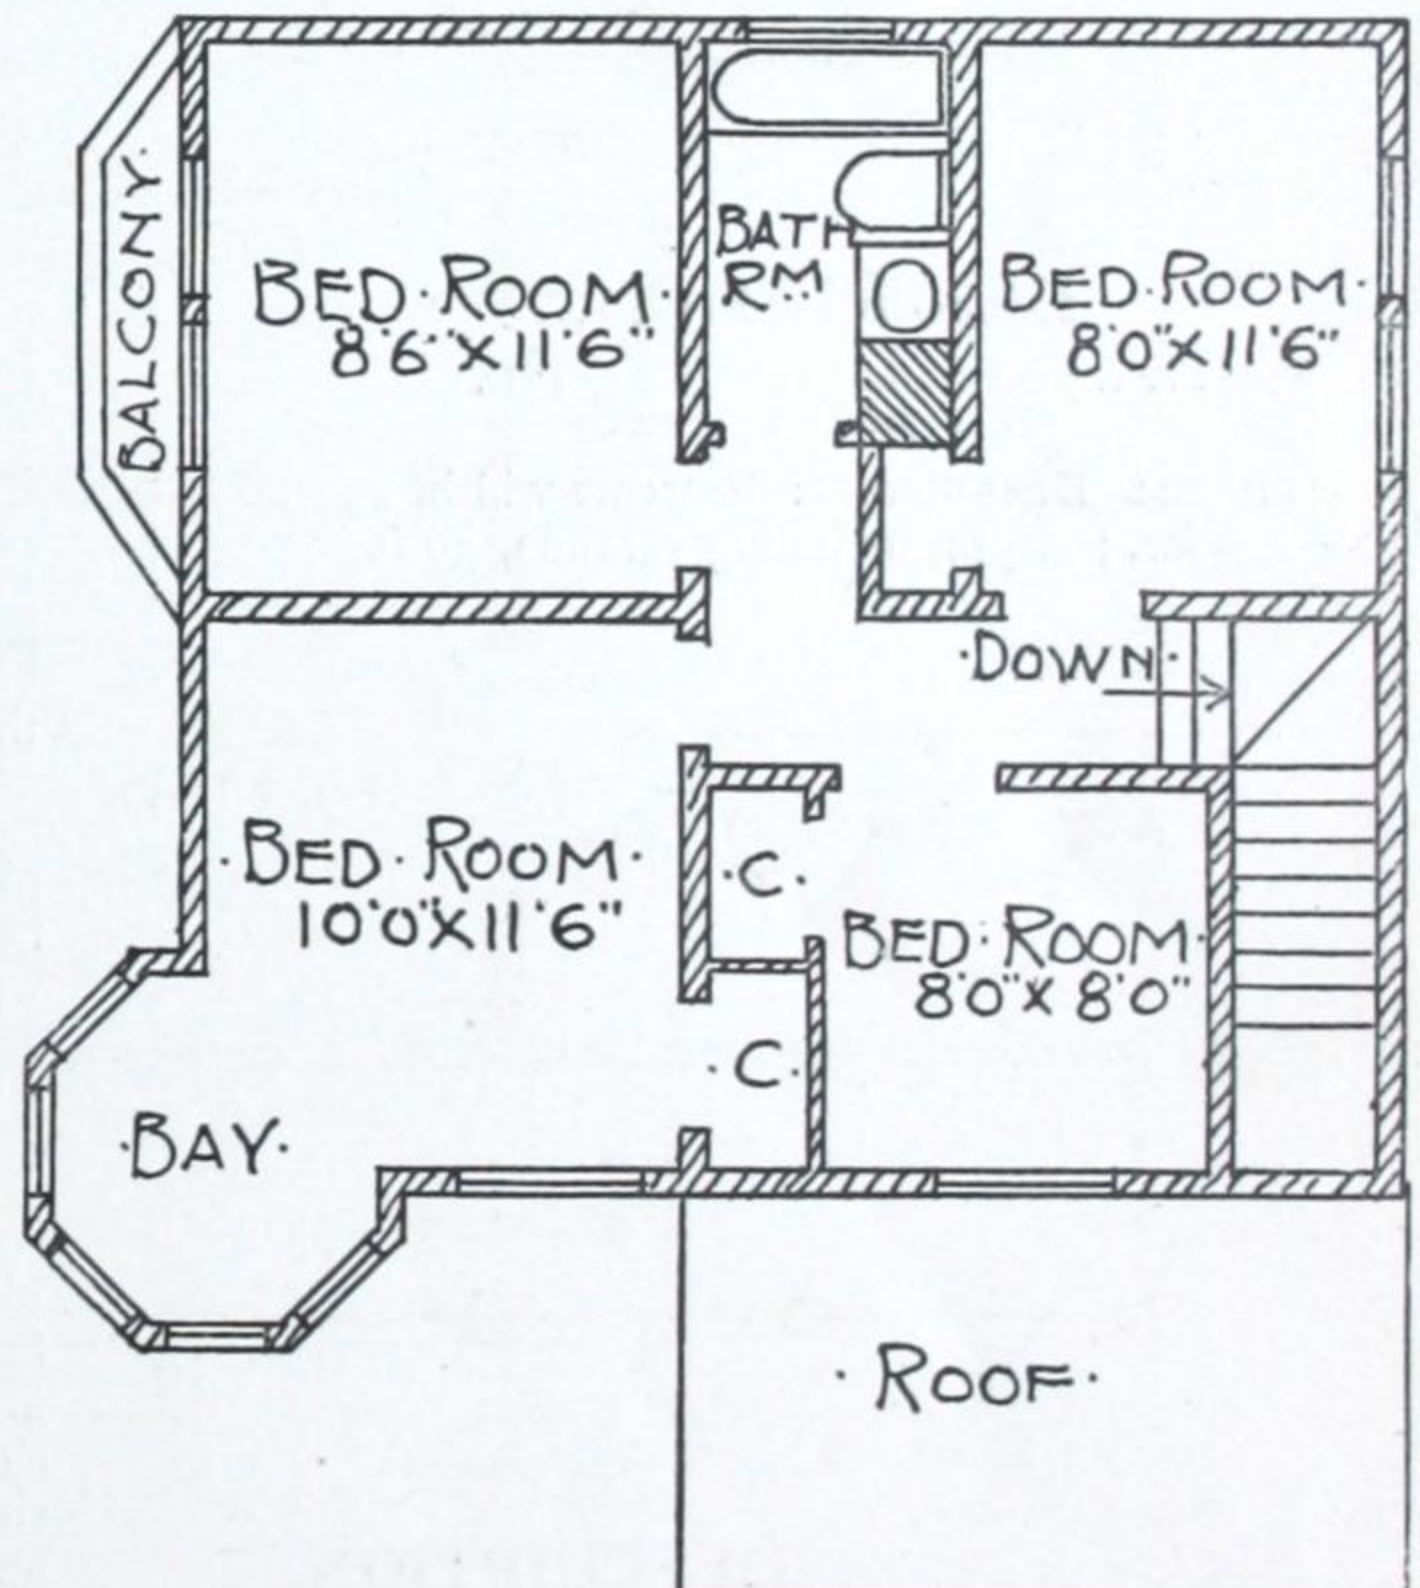 BALCONY.
BED·ROOM·
8'6"X11'6"
BATH
RM
BED·ROOM·
8'0"X11'6"
·DOWN·
·BED·ROOM·
10'0"X11'6"
·C·
BED·ROOM·
8'0"X 8'0"
·C·
·BAY·
·ROOF·